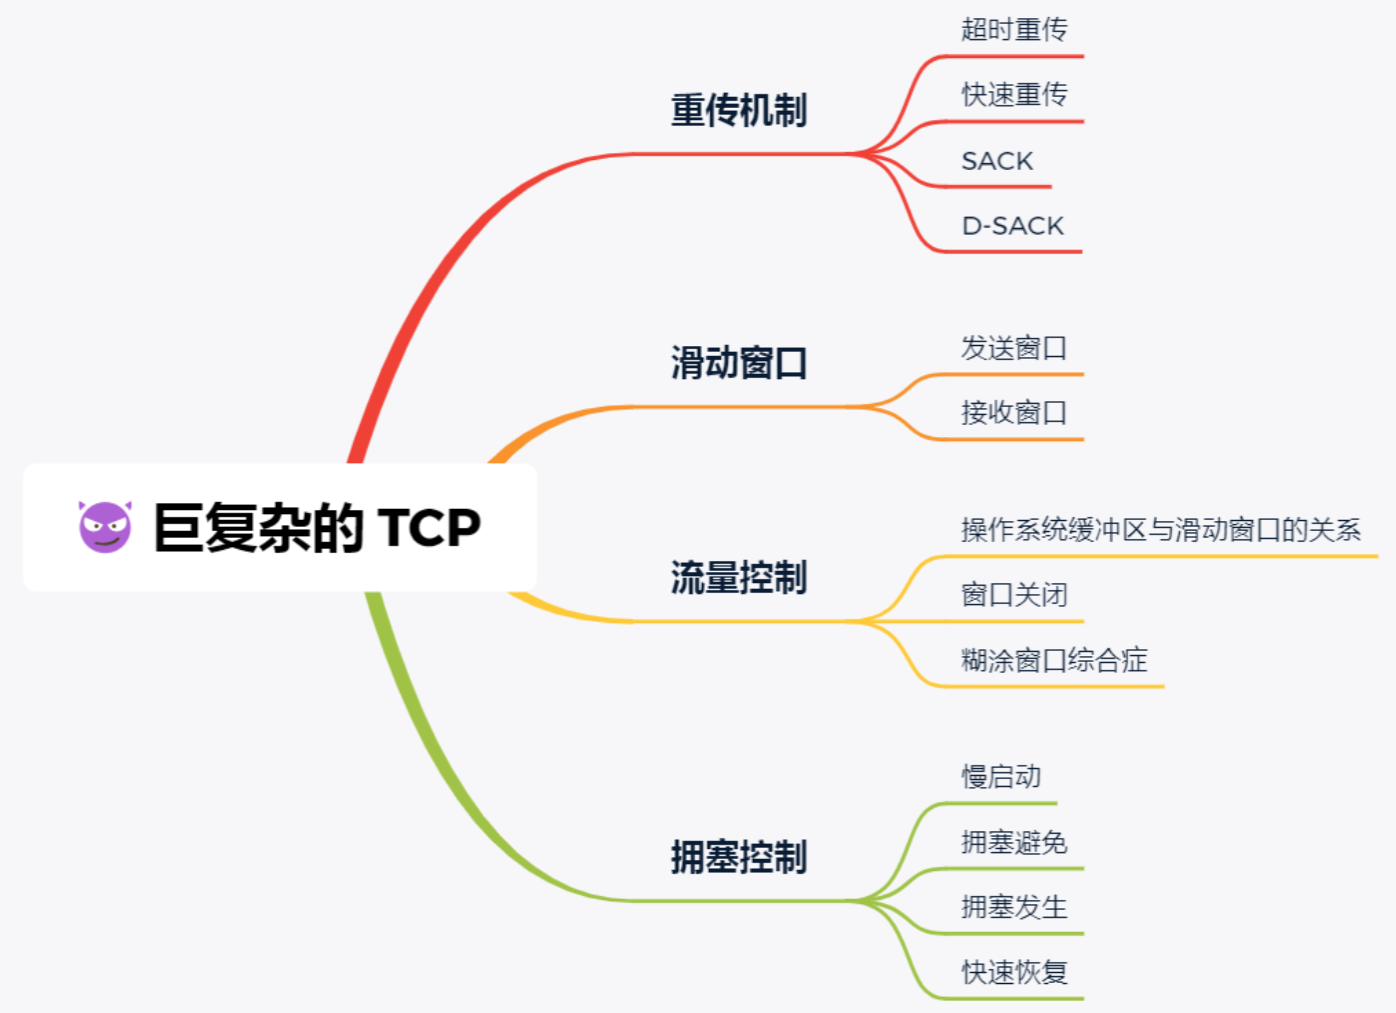 巨复杂的 TCP
重传机制
超时重传
快速重传
SACK
D-SACK
滑动窗口
发送窗口
接收窗口
流量控制
操作系统缓冲区与滑动窗口的关系
窗口关闭
糊涂窗口综合症
拥塞控制
慢启动
拥塞避免
拥塞发生
快速恢复